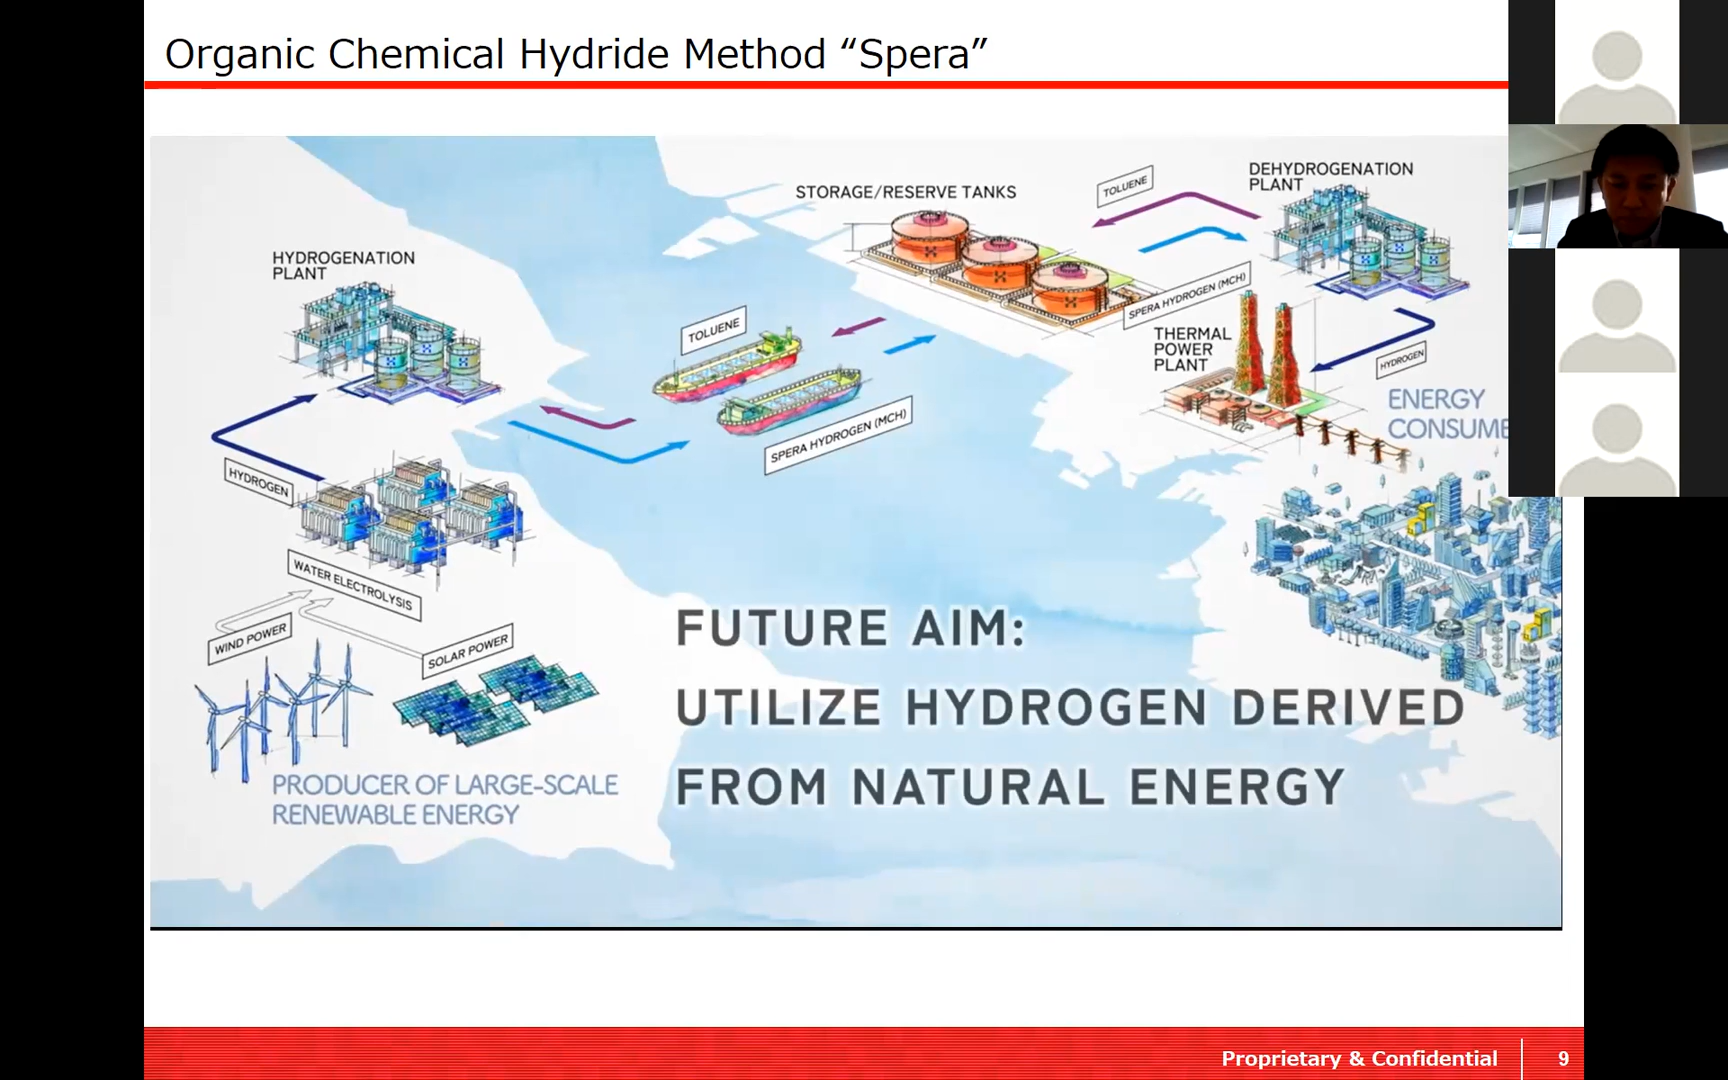 Organic Chemical Hydride Method “Spera”
STORAGE/RESERVE TANKS
TOLUENE
DEHYDROGENATION
PLANT
HYDROGENATION
PLANT
SPERA HYDROGEN (MCH)
TOLUENE
THERMAL
POWER
PLANT
HYDROGEN
ENERGY
CONSUME
SPERA HYDROGEN (MCH)
HYDROGEN
WATER ELECTROLYSIS
WIND POWER
SOLAR POWER
FUTURE AIM:
UTILIZE HYDROGEN DERIVED
FROM NATURAL ENERGY
PRODUCER OF LARGE-SCALE
RENEWABLE ENERGY
Proprietary & Confidential
9